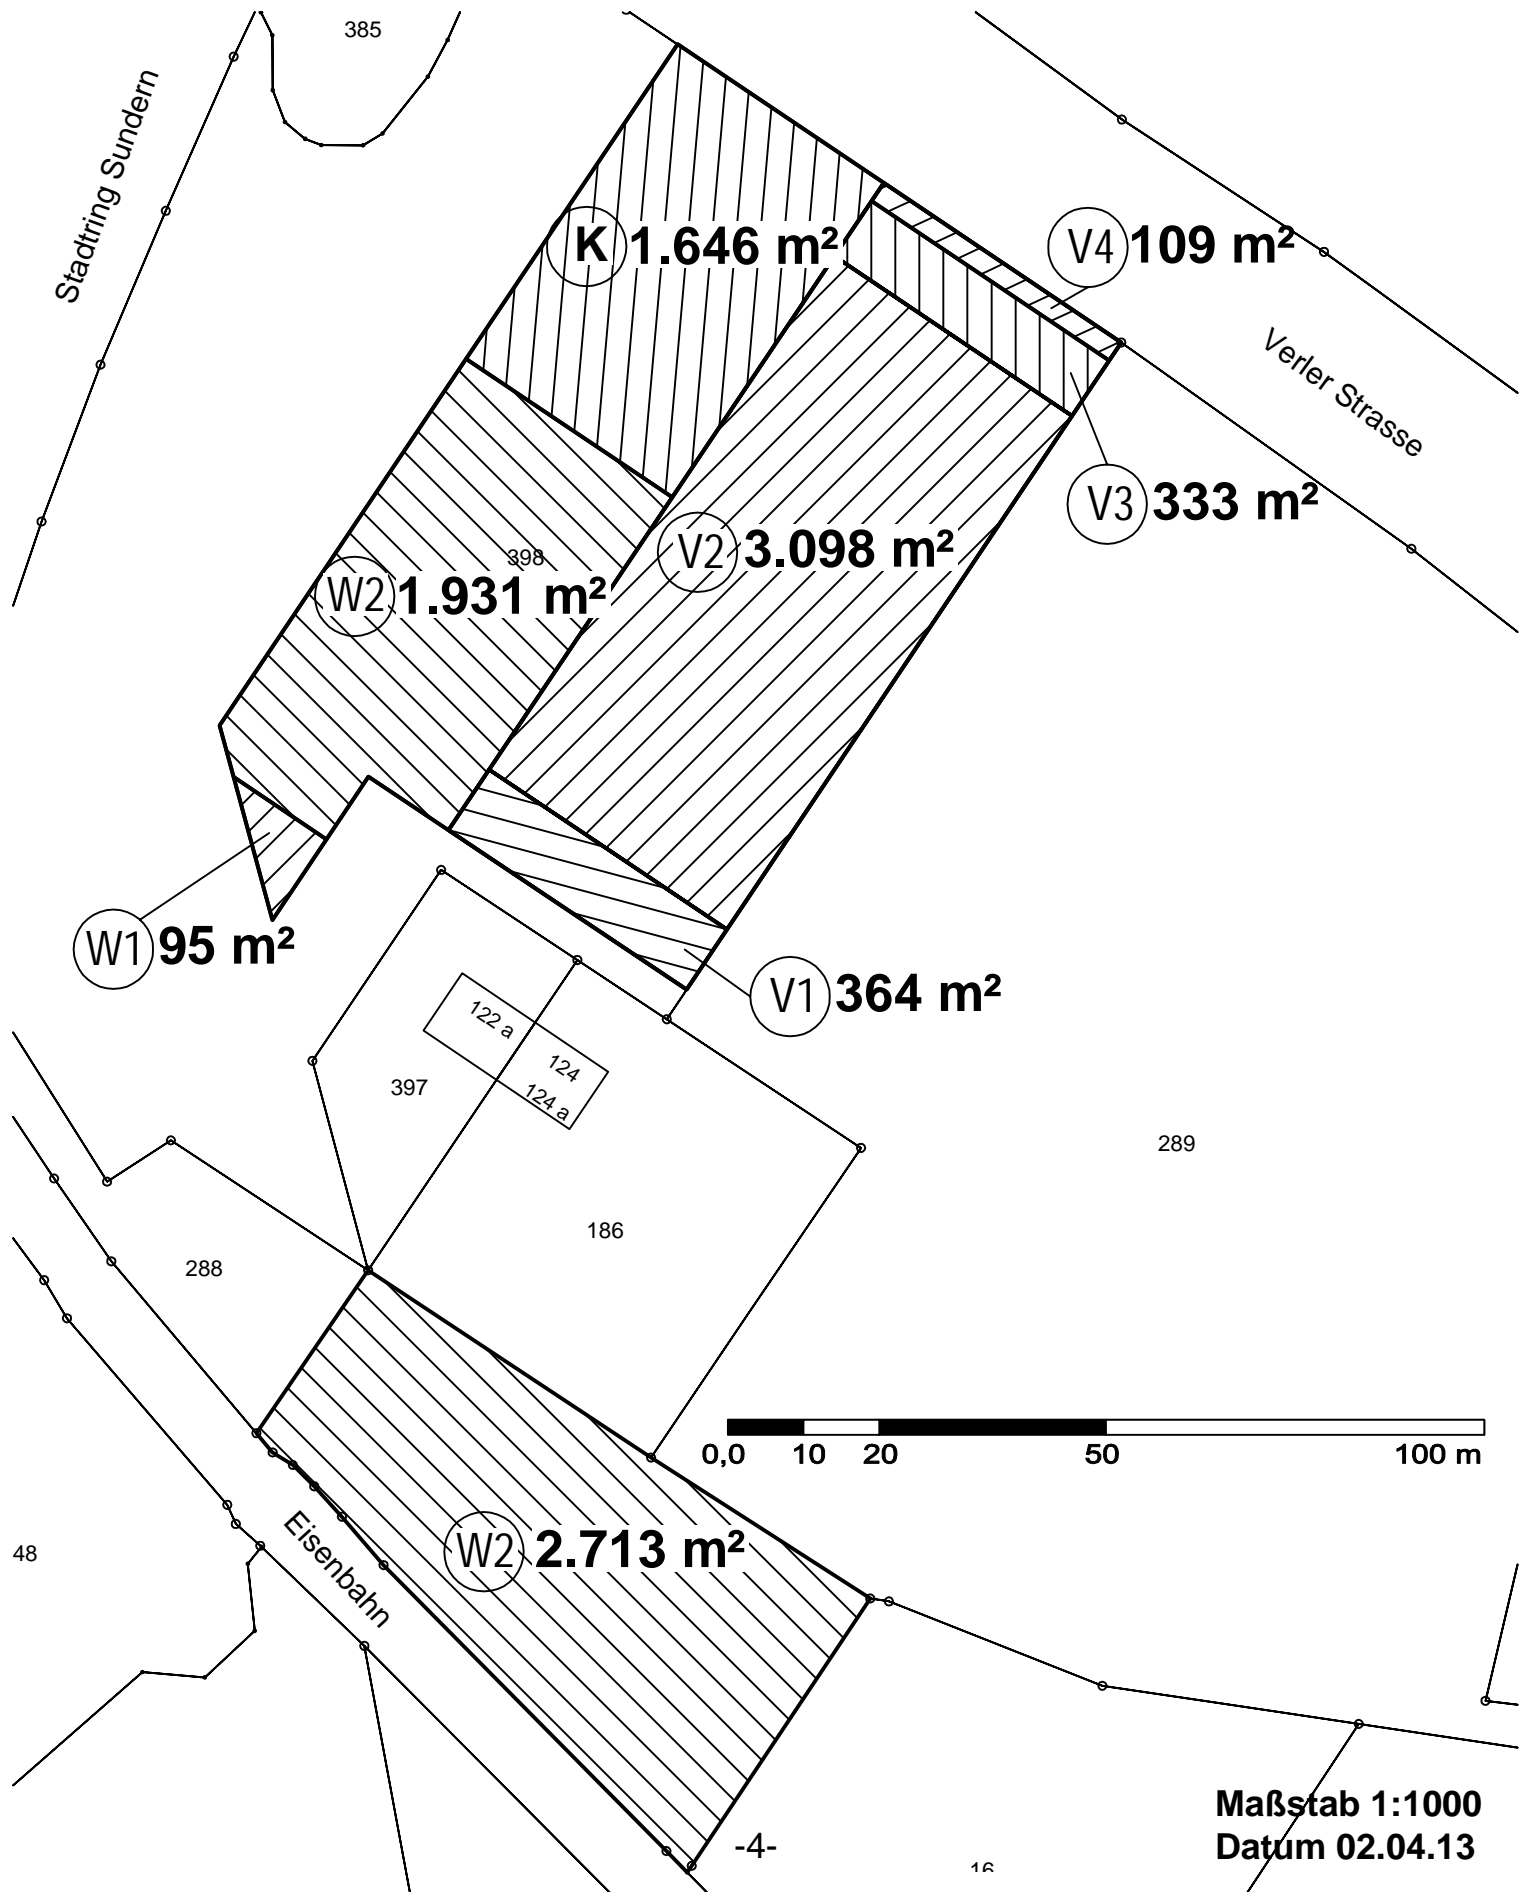 385
Stadtring Sundern
K 1.646 m²
V4 109 m²
Verler Strasse
V3 333 m²
398
V2 3.098 m²
W2 1.931 m²
W1 95 m²
V1 364 m²
122 a
124
124 a
397
289
186
288
0,0 10 20 50 100 m
48
Eisenbahn
W2 2.713 m²
Maßstab 1:1000
Datum 02.04.13
-4-
16